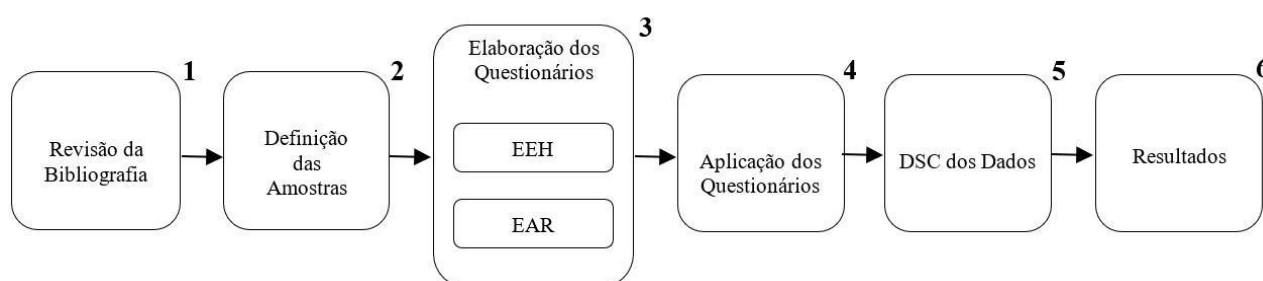 1
Revisão da
Bibliografia
2
Definição
das
Amostras
3
Elaboração dos
Questionários
EEH
EAR
4
Aplicação dos
Questionários
5
DSC dos Dados
6
Resultados